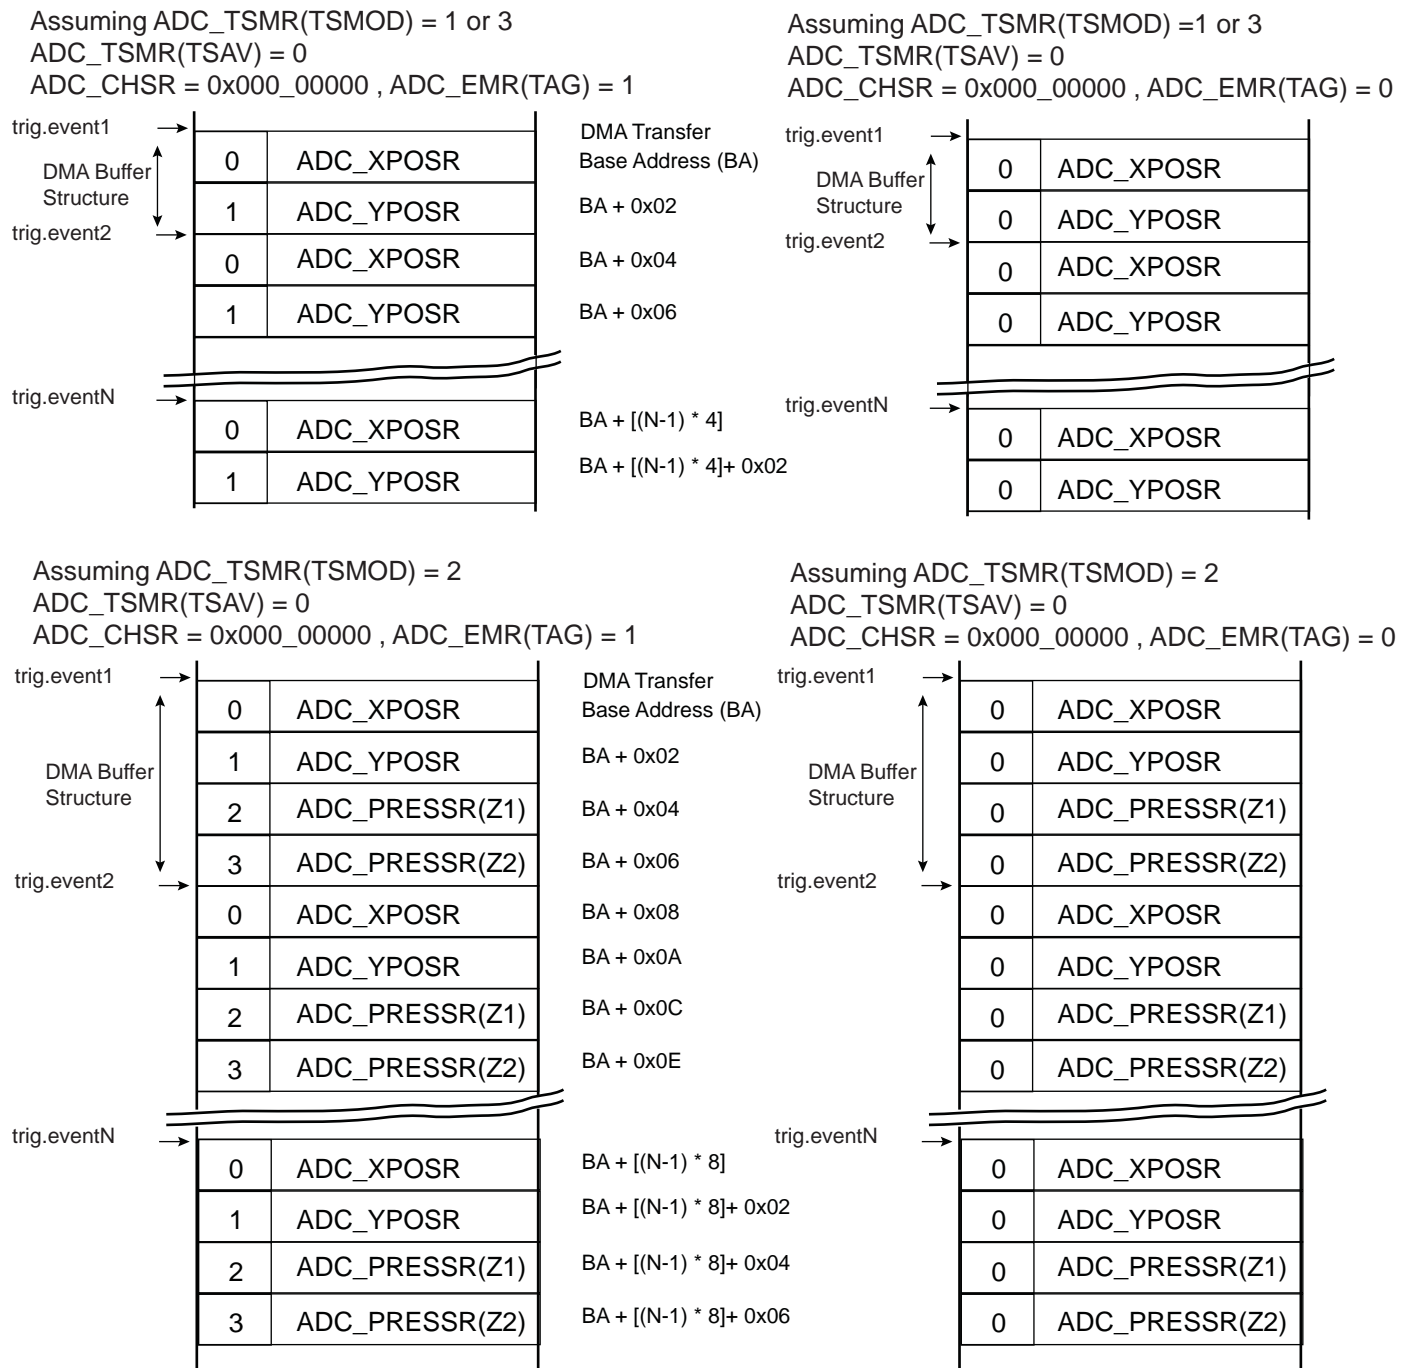 Assuming ADC_TSMR(TSMOD) = 1 or 3
ADC_TSMR(TSAV) = 0
ADC_CHSR = 0x000_00000 , ADC_EMR(TAG) = 1
trig.event1
DMA Buffer
Structure
trig.event2
trig.eventN
0 ADC_XPOSR
1 ADC_YPOSR
0 ADC_XPOSR
1 ADC_YPOSR
0 ADC_XPOSR
1 ADC_YPOSR
DMA Transfer
Base Address (BA)
BA + 0x02
BA + 0x04
BA + 0x06
BA + [(N-1) * 4]
BA + [(N-1) * 4]+ 0x02
Assuming ADC_TSMR(TSMOD) =1 or 3
ADC_TSMR(TSAV) = 0
ADC_CHSR = 0x000_00000 , ADC_EMR(TAG) = 0
trig.event1
DMA Buffer
Structure
trig.event2
trig.eventN
0 ADC_XPOSR
0 ADC_YPOSR
0 ADC_XPOSR
0 ADC_YPOSR
0 ADC_XPOSR
0 ADC_YPOSR
Assuming ADC_TSMR(TSMOD) = 2
ADC_TSMR(TSAV) = 0
ADC_CHSR = 0x000_00000 , ADC_EMR(TAG) = 1
trig.event1
DMA Buffer
Structure
trig.event2
trig.eventN
0 ADC_XPOSR
1 ADC_YPOSR
2 ADC_PRESSR(Z1)
3 ADC_PRESSR(Z2)
0 ADC_XPOSR
1 ADC_YPOSR
2 ADC_PRESSR(Z1)
3 ADC_PRESSR(Z2)
0 ADC_XPOSR
1 ADC_YPOSR
2 ADC_PRESSR(Z1)
3 ADC_PRESSR(Z2)
DMA Transfer
Base Address (BA)
BA + 0x02
BA + 0x04
BA + 0x06
BA + 0x08
BA + 0x0A
BA + 0x0C
BA + 0x0E
BA + [(N-1) * 8]
BA + [(N-1) * 8]+ 0x02
BA + [(N-1) * 8]+ 0x04
BA + [(N-1) * 8]+ 0x06
Assuming ADC_TSMR(TSMOD) = 2
ADC_TSMR(TSAV) = 0
ADC_CHSR = 0x000_00000 , ADC_EMR(TAG) = 0
trig.event1
DMA Buffer
Structure
trig.event2
trig.eventN
0 ADC_XPOSR
0 ADC_YPOSR
0 ADC_PRESSR(Z1)
0 ADC_PRESSR(Z2)
0 ADC_XPOSR
0 ADC_YPOSR
0 ADC_PRESSR(Z1)
0 ADC_PRESSR(Z2)
0 ADC_XPOSR
0 ADC_YPOSR
0 ADC_PRESSR(Z1)
0 ADC_PRESSR(Z2)